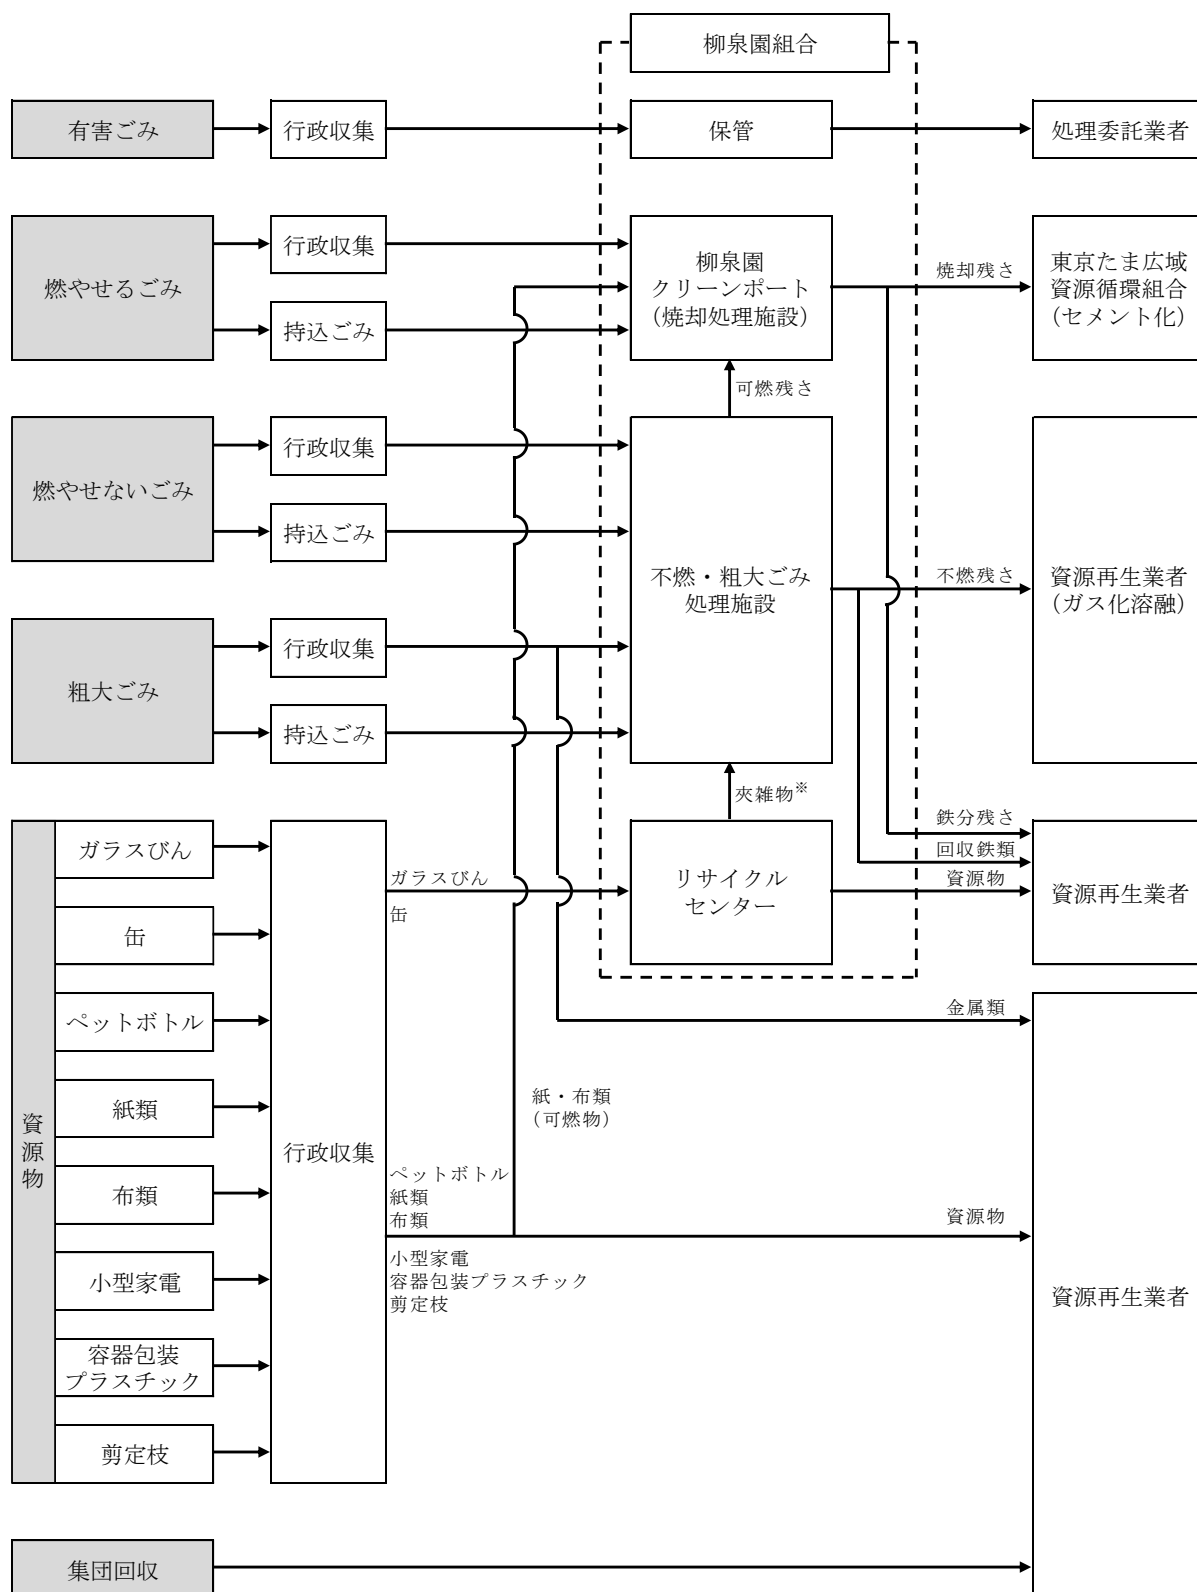 柳泉園組合
有害ごみ
行政収集
保管
処理委託業者
燃やせるごみ
行政収集
持込ごみ
柳泉園
クリーンポート
(焼却処理施設)
焼却残さ
東京たま広域
資源循環組合
(セメント化)
可燃残さ
燃やせないごみ
行政収集
持込ごみ
不燃・粗大ごみ
処理施設
不燃残さ
資源再生業者
(ガス化溶融)
粗大ごみ
行政収集
持込ごみ
夾雑物※
資源物
ガラスびん
缶
ペットボトル
紙類
布類
小型家電
容器包装
プラスチック
剪定枝
行政収集
ガラスびん
缶
リサイクル
センター
鉄分残さ
回収鉄類
資源物
資源再生業者
金属類
紙・布類
(可燃物)
ペットボトル
紙類
布類
小型家電
容器包装プラスチック
剪定枝
資源物
資源再生業者
集団回収